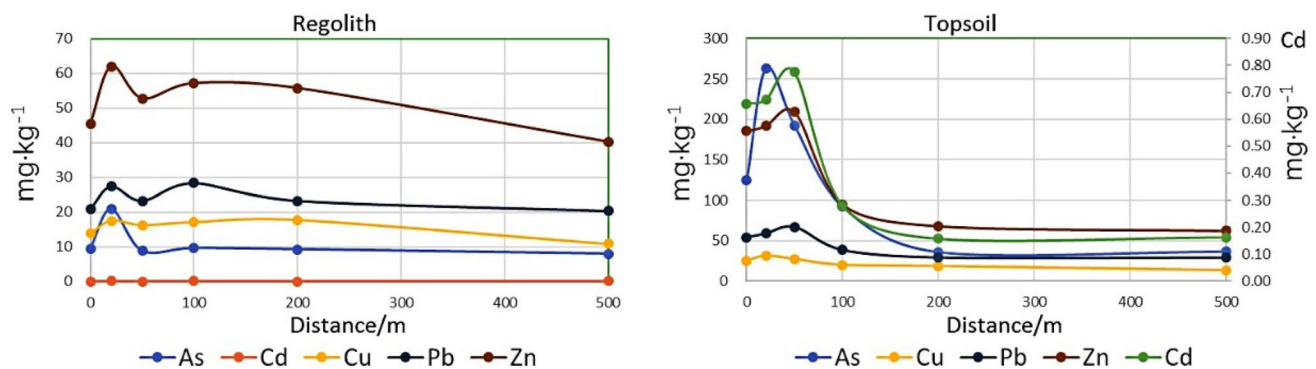 Regolith
70
60
50
40
30
20
10
0
mg·kg⁻¹
0 100 200 300 400 500
Distance/m
As Cd Cu Pb Zn
Topsoil
300
250
200
150
100
50
0
mg·kg⁻¹
0 100 200 300 400 500
Distance/m
Cd
0.90
0.80
0.70
0.60
0.50
0.40
0.30
0.20
0.10
0.00
mg·kg⁻¹
As Cu Pb Zn Cd